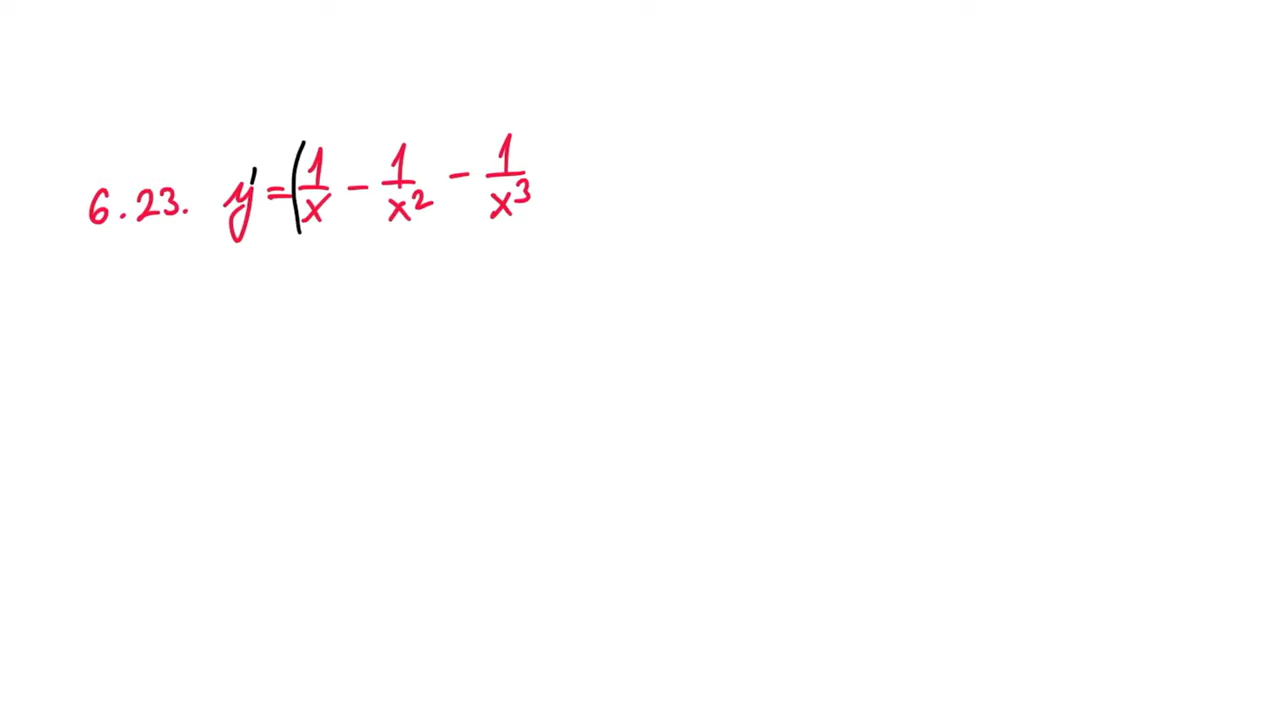 6.23. y' = (1/x - 1/x² - 1/x³